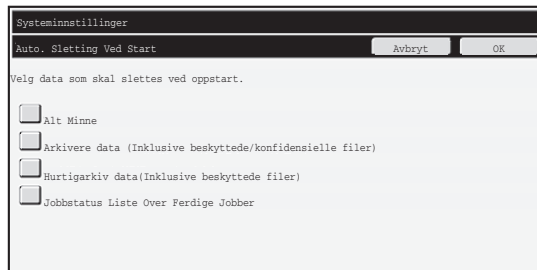 Systeminnstillinger
Auto. Sletting Ved Start Avbryt OK
Velg data som skal slettes ved oppstart.
Alt Minne
Arkivere data (Inklusive beskyttede/konfidensielle filer)
Hurtigarkiv data(Inklusive beskyttede filer)
Jobbstatus Liste Over Ferdige Jobber